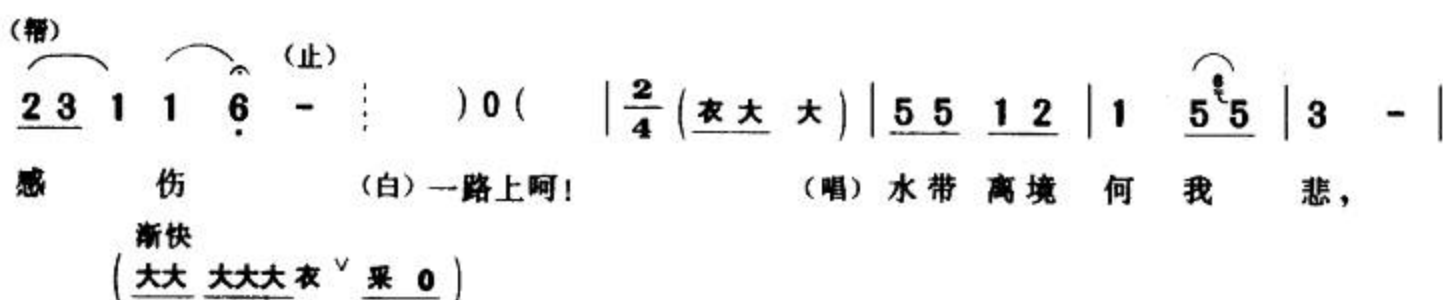 （帮）
（止）
2 3 1 1 6 - ) 0 ( | 2/4 ( 衣 大 大 ) | 5 5 1 2 | 1 6 5 5 | 3 - |
感 伤 （白）一路上呵！ （唱）水 带 离 境 何 我 悲，
渐快
( 大大 大大大 衣 ˅ 采 0 )